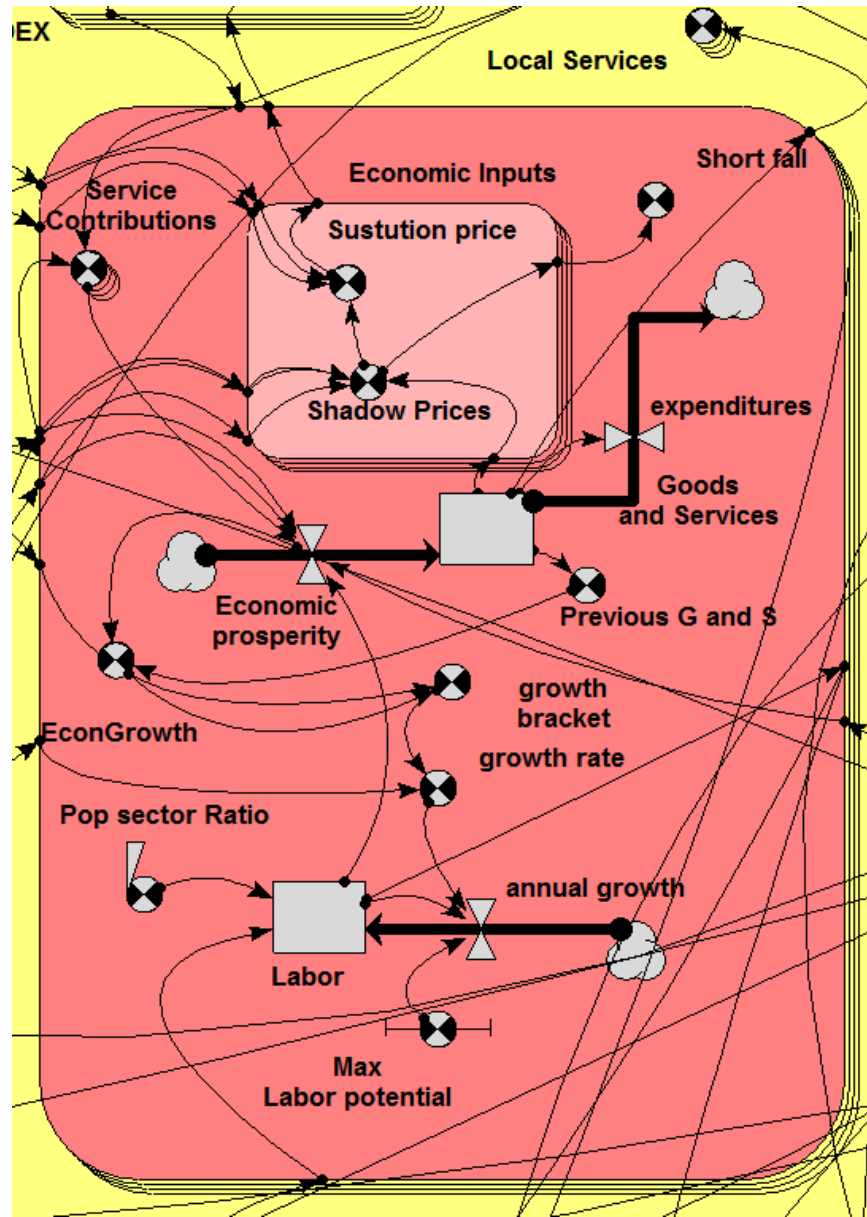 DEX
Local Services
Short fall
Economic Inputs
Service
Contributions
Sustution price
Shadow Prices
expenditures
Goods
and Services
Economic
prosperity
Previous G and S
growth
bracket
EconGrowth
growth rate
Pop sector Ratio
annual growth
Labor
Max
Labor potential